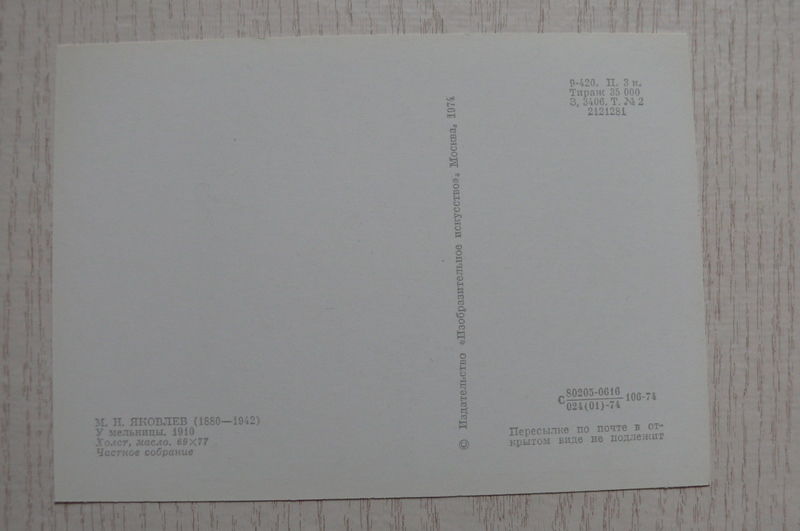 9-420. Ц. 3 к.
Тираж 35 000
З. 3406. Т. № 2
2121281
© Издательство «Изобразительное искусство», Москва, 1974
М. Н. ЯКОВЛЕВ (1880—1942)
У мельницы. 1910
Холст, масло. 69×77
Частное собрание
С 80205-0616 106-74
024(01)-74
Пересылке по почте в от-
крытом виде не подлежит